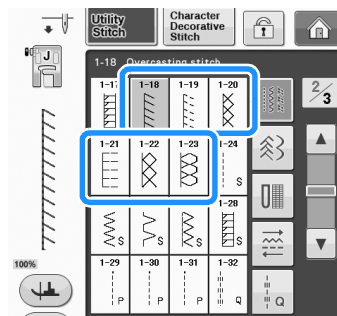 Utility
Stitch
Character
Decorative
Stitch
J
1-18 Overcasting stitch
1-17 1-18 1-19 1-20
2/3
1-21 1-22 1-23 1-24
S
1-28
S S S S
1-29 1-30 1-31 1-32
P P P Q
Q
100%